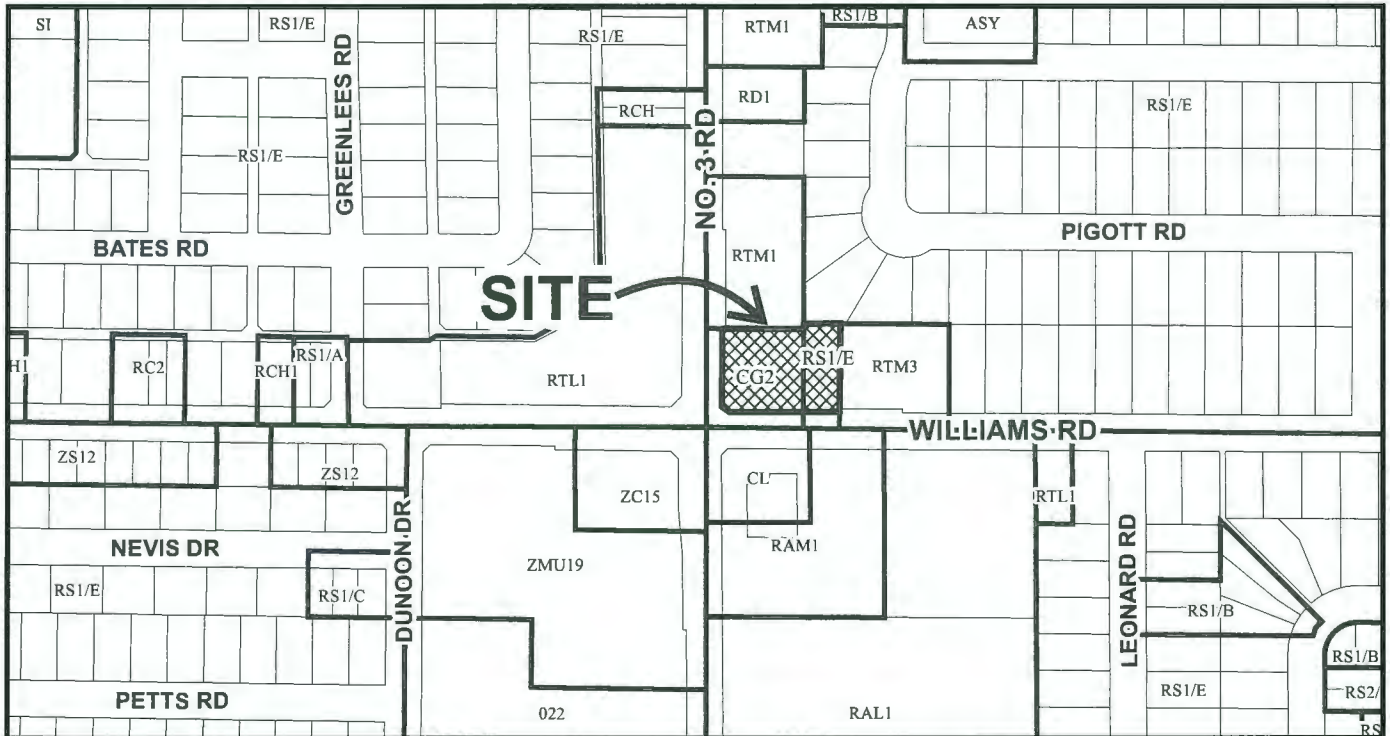 SI
RS1/E
GREENLEES RD
RS1/E
RTM1
RS1/B
ASY
RCH
NO. 3 RD
RD1
RS1/E
RS1/E
BATES RD
RTM1
PIGOTT RD
SITE
H1
RC2
RCH1
RS1/A
RTL1
CG2
RS1/E
RTM3
WILLIAMS RD
ZS12
ZS12
DUNOON DR
ZC15
CL
RTL1
LEONARD RD
NEVIS DR
ZMU19
RAM1
RS1/E
RS1/C
RS1/B
RS1/B
PETTS RD
022
RAL1
RS1/E
RS2/
RS